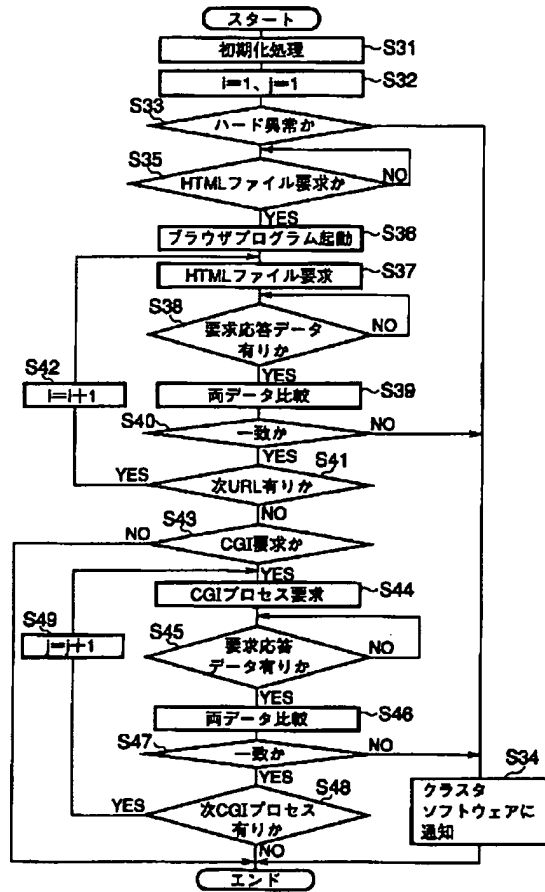 スタート
初期化処理
S31
i=1、j=1
S32
S33
ハード異常か
S35
HTMLファイル要求か
NO
YES
ブラウザプログラム起動
S36
HTMLファイル要求
S37
S38
要求応答データ
有りか
NO
YES
S42
i=i+1
両データ比較
S39
S40
一致か
NO
YES
S41
次URL有りか
YES
NO
S43
CGI要求か
NO
YES
CGIプロセス要求
S44
S49
j=j+1
S45
要求応答
データ有りか
NO
YES
両データ比較
S46
S47
一致か
NO
YES
S48
次CGIプロセス
有りか
YES
NO
S34
クラスタ
ソフトウェアに
通知
エンド